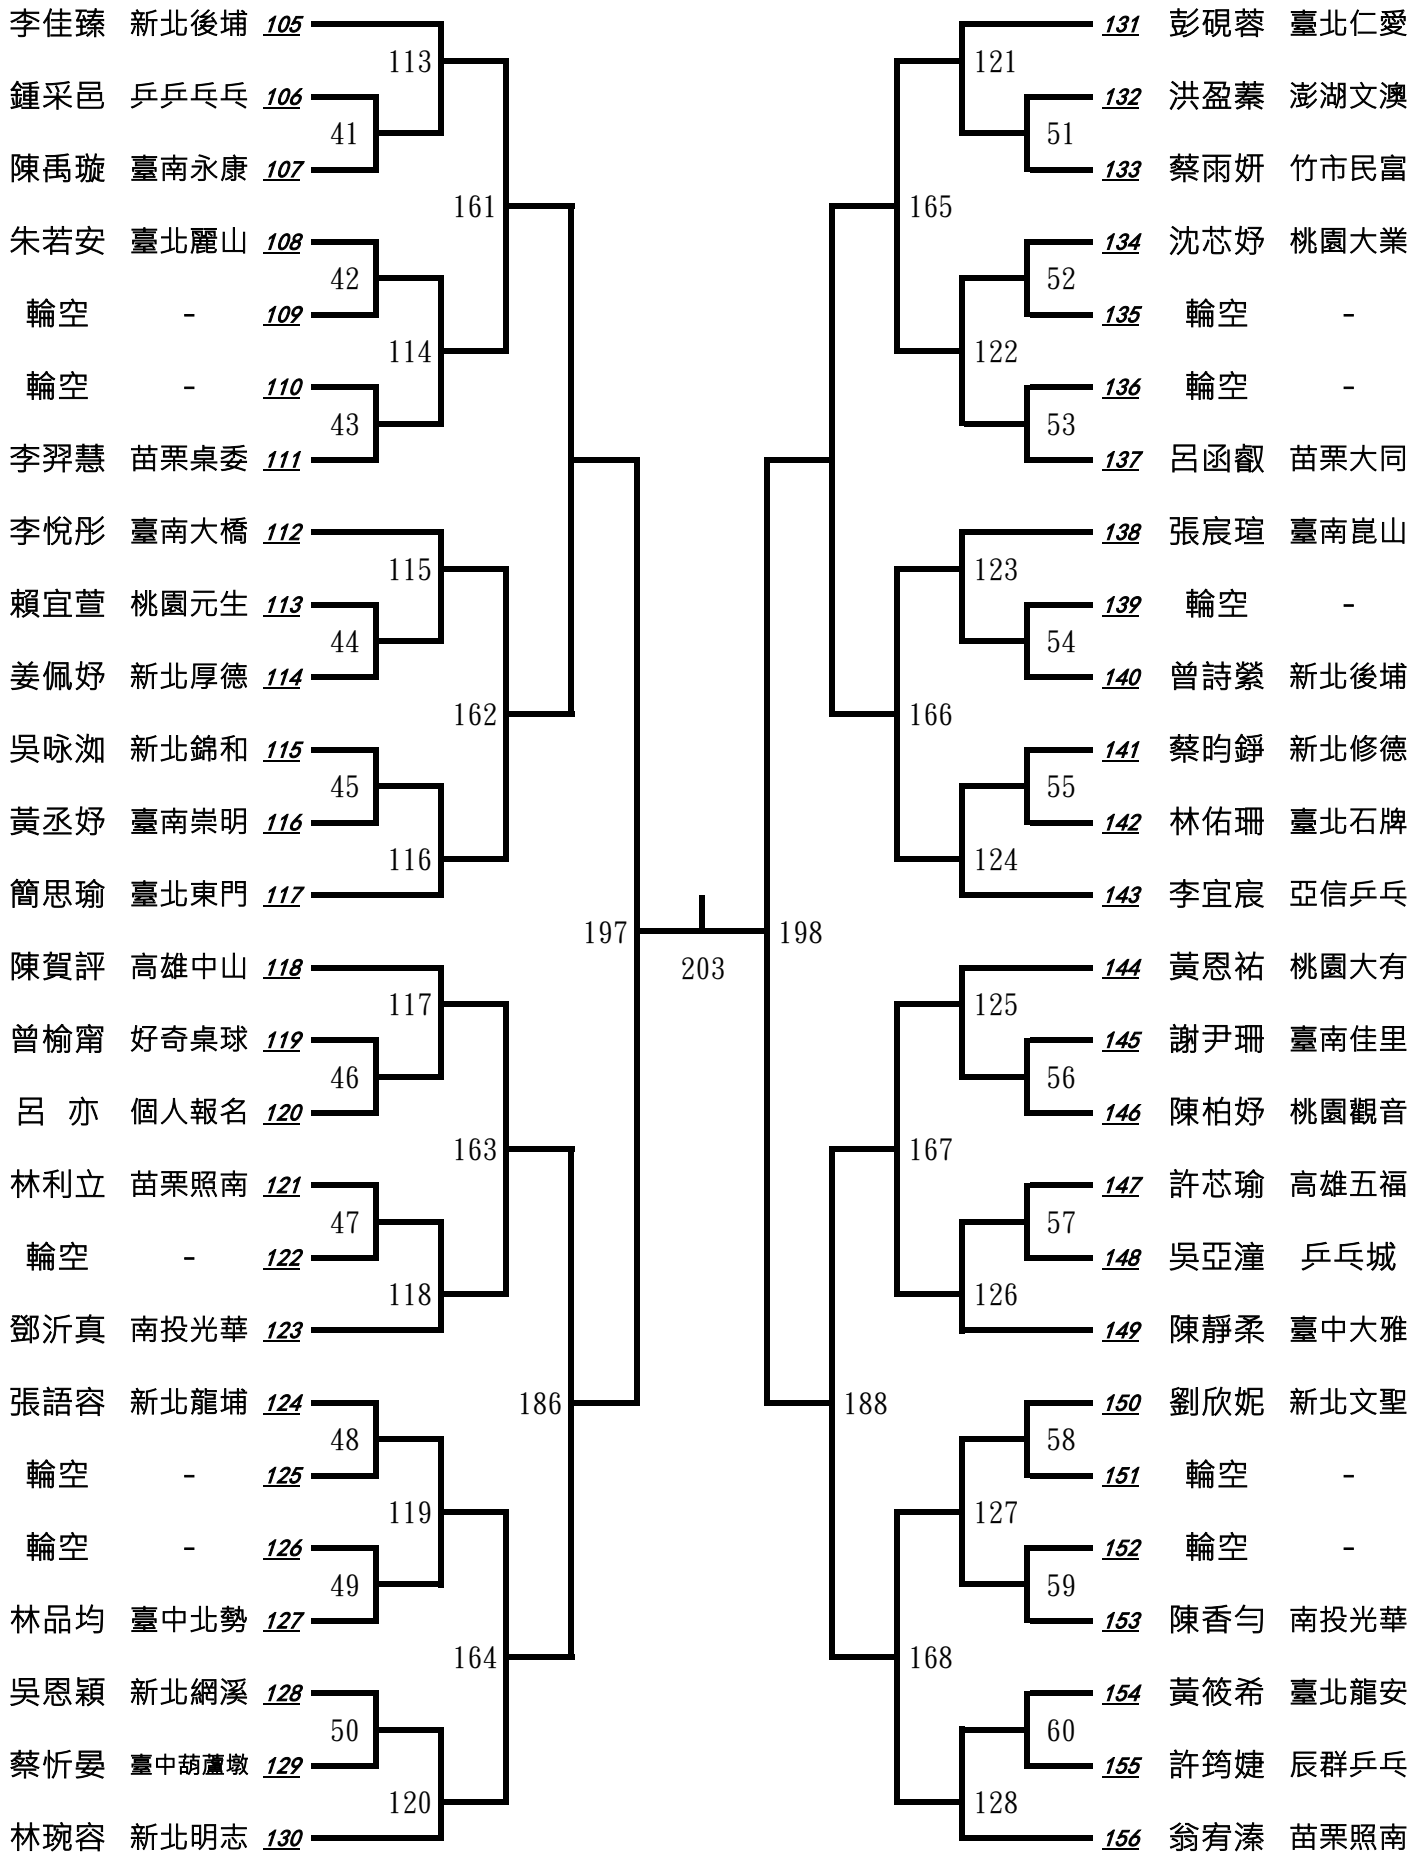 李佳臻 新北後埔 105
鍾采邑 乒乒乓乓 106
陳禹璇 臺南永康 107
朱若安 臺北麗山 108
輪空 - 109
輪空 - 110
李羿慧 苗栗桌委 111
李悅彤 臺南大橋 112
賴宜萱 桃園元生 113
姜佩妤 新北厚德 114
吳咏洳 新北錦和 115
黃丞妤 臺南崇明 116
簡思瑜 臺北東門 117
陳賀評 高雄中山 118
曾榆甯 好奇桌球 119
呂 亦 個人報名 120
林利立 苗栗照南 121
輪空 - 122
鄧沂真 南投光華 123
張語容 新北龍埔 124
輪空 - 125
輪空 - 126
林品均 臺中北勢 127
吳恩穎 新北網溪 128
蔡忻晏 臺中葫蘆墩 129
林琬容 新北明志 130
41
42
43
44
45
46
47
48
49
50
113
114
115
116
117
118
119
120
161
162
163
164
186
197
203
198
188
165
166
167
168
121
122
123
124
125
126
127
128
51
52
53
54
55
56
57
58
59
60
131 彭硯蓉 臺北仁愛
132 洪盈蓁 澎湖文澳
133 蔡雨妍 竹市民富
134 沈芯妤 桃園大業
135 輪空 -
136 輪空 -
137 呂函叡 苗栗大同
138 張宸瑄 臺南崑山
139 輪空 -
140 曾詩縈 新北後埔
141 蔡昀錚 新北修德
142 林佑珊 臺北石牌
143 李宜宸 亞信乒乓
144 黃恩祐 桃園大有
145 謝尹珊 臺南佳里
146 陳柏妤 桃園觀音
147 許芯瑜 高雄五福
148 吳亞潼 乒乓城
149 陳靜柔 臺中大雅
150 劉欣妮 新北文聖
151 輪空 -
152 輪空 -
153 陳香勻 南投光華
154 黃筱希 臺北龍安
155 許筠婕 辰群乒乓
156 翁宥溱 苗栗照南